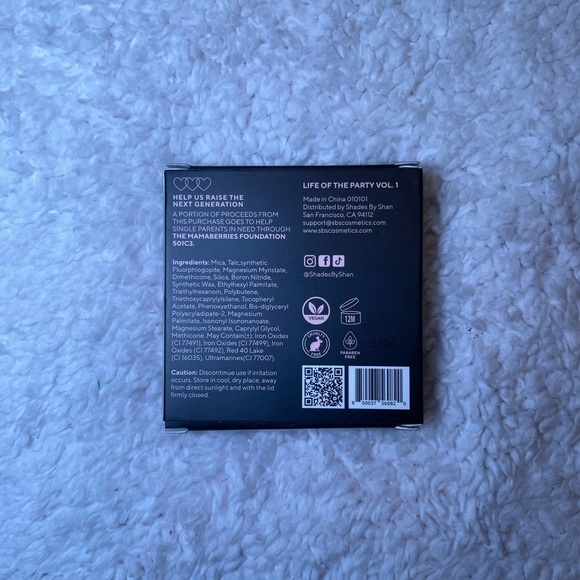 HELP US RAISE THE
NEXT GENERATION
A PORTION OF PROCEEDS FROM
THIS PURCHASE GOES TO HELP
SINGLE PARENTS IN NEED THROUGH
THE MAMABERRIES FOUNDATION
501C3.
Ingredients: Mica, Talc,synthetic
Fluorphlogopite, Magnesium Myristate,
Dimethicone, Silica, Boron Nitride,
Synthetic Wax, Ethylhexyl Palmitate,
Triethylhexanoin, Polybutene,
Triethoxycaprylylsilane, Tocopheryl
Acetate, Phenoxyethanol, Bis-diglyceryl
Polyacyladipate-2, Magnesium
Palmitate, Isononyl Isononanoate,
Magnesium Stearate, Caprylyl Glycol,
Methicone. May Contain(±): Iron Oxides
(CI 77491), Iron Oxides (CI 77499), Iron
Oxides (CI 77492), Red 40 Lake
(CI 16035), Ultramarines(CI 77007).
Caution: Discontinue use if irritation
occurs. Store in cool, dry place, away
from direct sunlight and with the lid
firmly closed.
LIFE OF THE PARTY VOL. 1
Made in China 010101
Distributed by Shades By Shan
San Francisco, CA 94112
support@sbscosmetics.com
www.sbscosmetics.com
@ShadesByShan
VEGAN
12M
CRUELTY
FREE
PARABEN
FREE
8 50037 56082 0